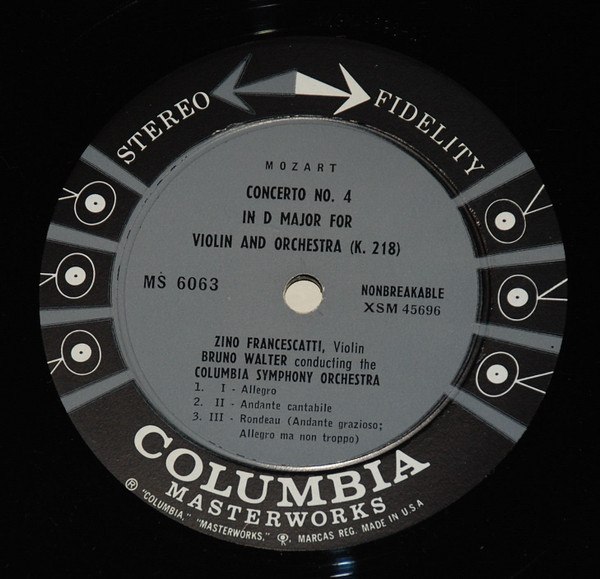 STEREO FIDELITY
MOZART
CONCERTO NO. 4
IN D MAJOR FOR
VIOLIN AND ORCHESTRA (K. 218)
MS 6063
NONBREAKABLE
XSM 45696
ZINO FRANCESCATTI, Violin
BRUNO WALTER conducting the
COLUMBIA SYMPHONY ORCHESTRA
1. I - Allegro
2. II - Andante cantabile
3. III - Rondeau (Andante grazioso;
Allegro ma non troppo)
COLUMBIA
MASTERWORKS
® "COLUMBIA," "MASTERWORKS," MARCAS REG. MADE IN U.S.A